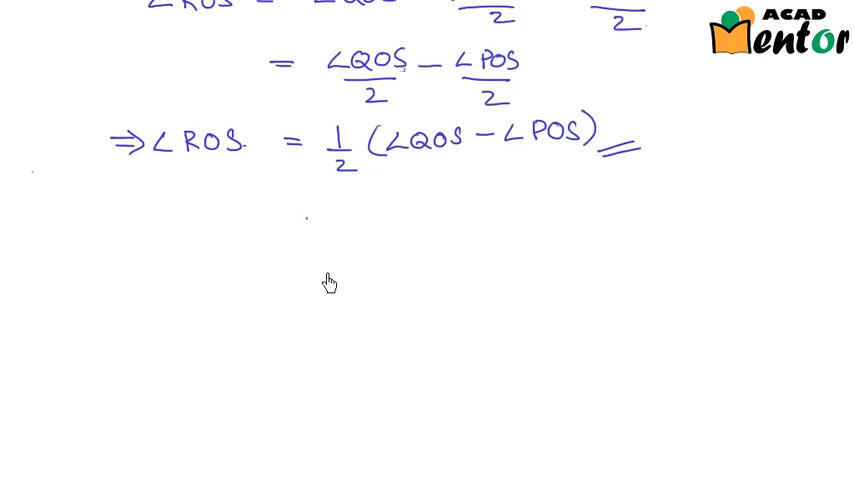 ACAD
Mentor
= ∠QOS/2 − ∠POS/2
⇒ ∠ROS. = 1/2 (∠QOS − ∠POS)